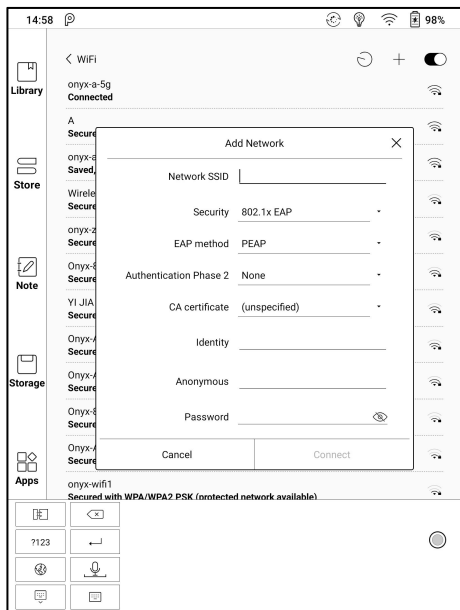 14:58
98%
WiFi
Library
onyx-a-5g
Connected
A
Secure
Add Network
onyx-a
Saved,
Store
Network SSID
Wirele
Secure
Security 802.1x EAP
onyx-z
Secure
EAP method PEAP
Onyx-8
Secure
Note
Authentication Phase 2 None
YI JIA
Secure
CA certificate (unspecified)
Onyx-A
Secure
Identity
Onyx-A
Secure
Storage
Anonymous
Onyx-8
Secure
Password
Onyx-A
Secure
Cancel Connect
Apps
onyx-wifi1
Secured with WPA/WPA2 PSK (protected network available)
?123